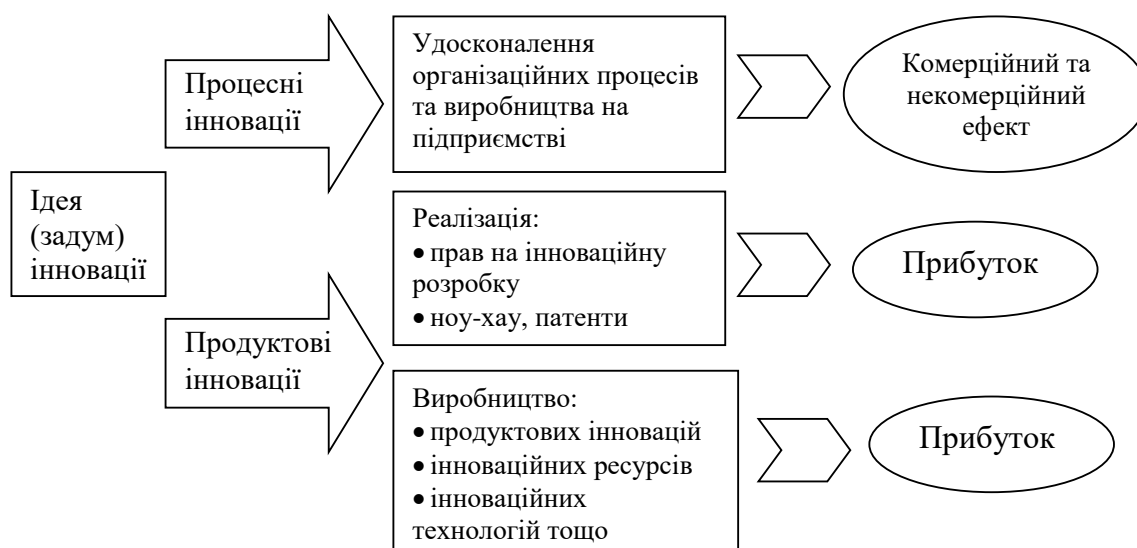 Ідея
(задум)
інновації
Процесні
інновації
Удосконалення
організаційних процесів
та виробництва на
підприємстві
Комерційний та
некомерційний
ефект
Продуктові
інновації
Реалізація:
• прав на інноваційну
розробку
• ноу-хау, патенти
Прибуток
Виробництво:
• продуктових інновацій
• інноваційних ресурсів
• інноваційних
технологій тощо
Прибуток